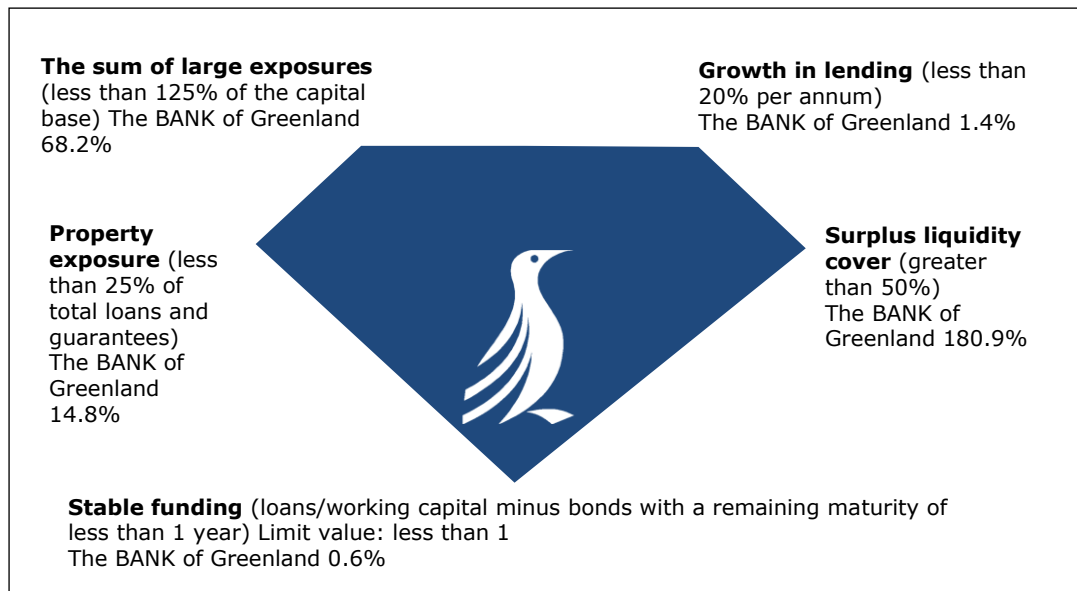 The sum of large exposures
(less than 125% of the capital
base) The BANK of Greenland
68.2%
Growth in lending (less than
20% per annum)
The BANK of Greenland 1.4%
Property
exposure (less
than 25% of
total loans and
guarantees)
The BANK of
Greenland
14.8%
Surplus liquidity
cover (greater
than 50%)
The BANK of
Greenland 180.9%
Stable funding (loans/working capital minus bonds with a remaining maturity of
less than 1 year) Limit value: less than 1
The BANK of Greenland 0.6%